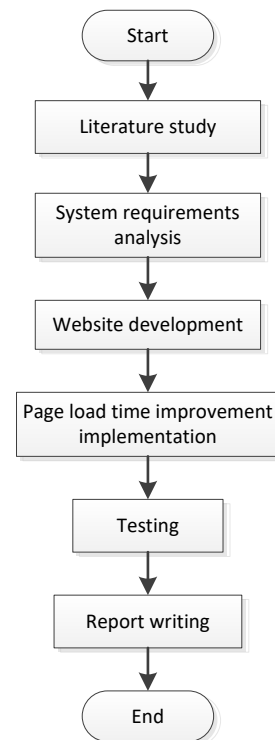 Start
Literature study
System requirements
analysis
Website development
Page load time improvement
implementation
Testing
Report writing
End